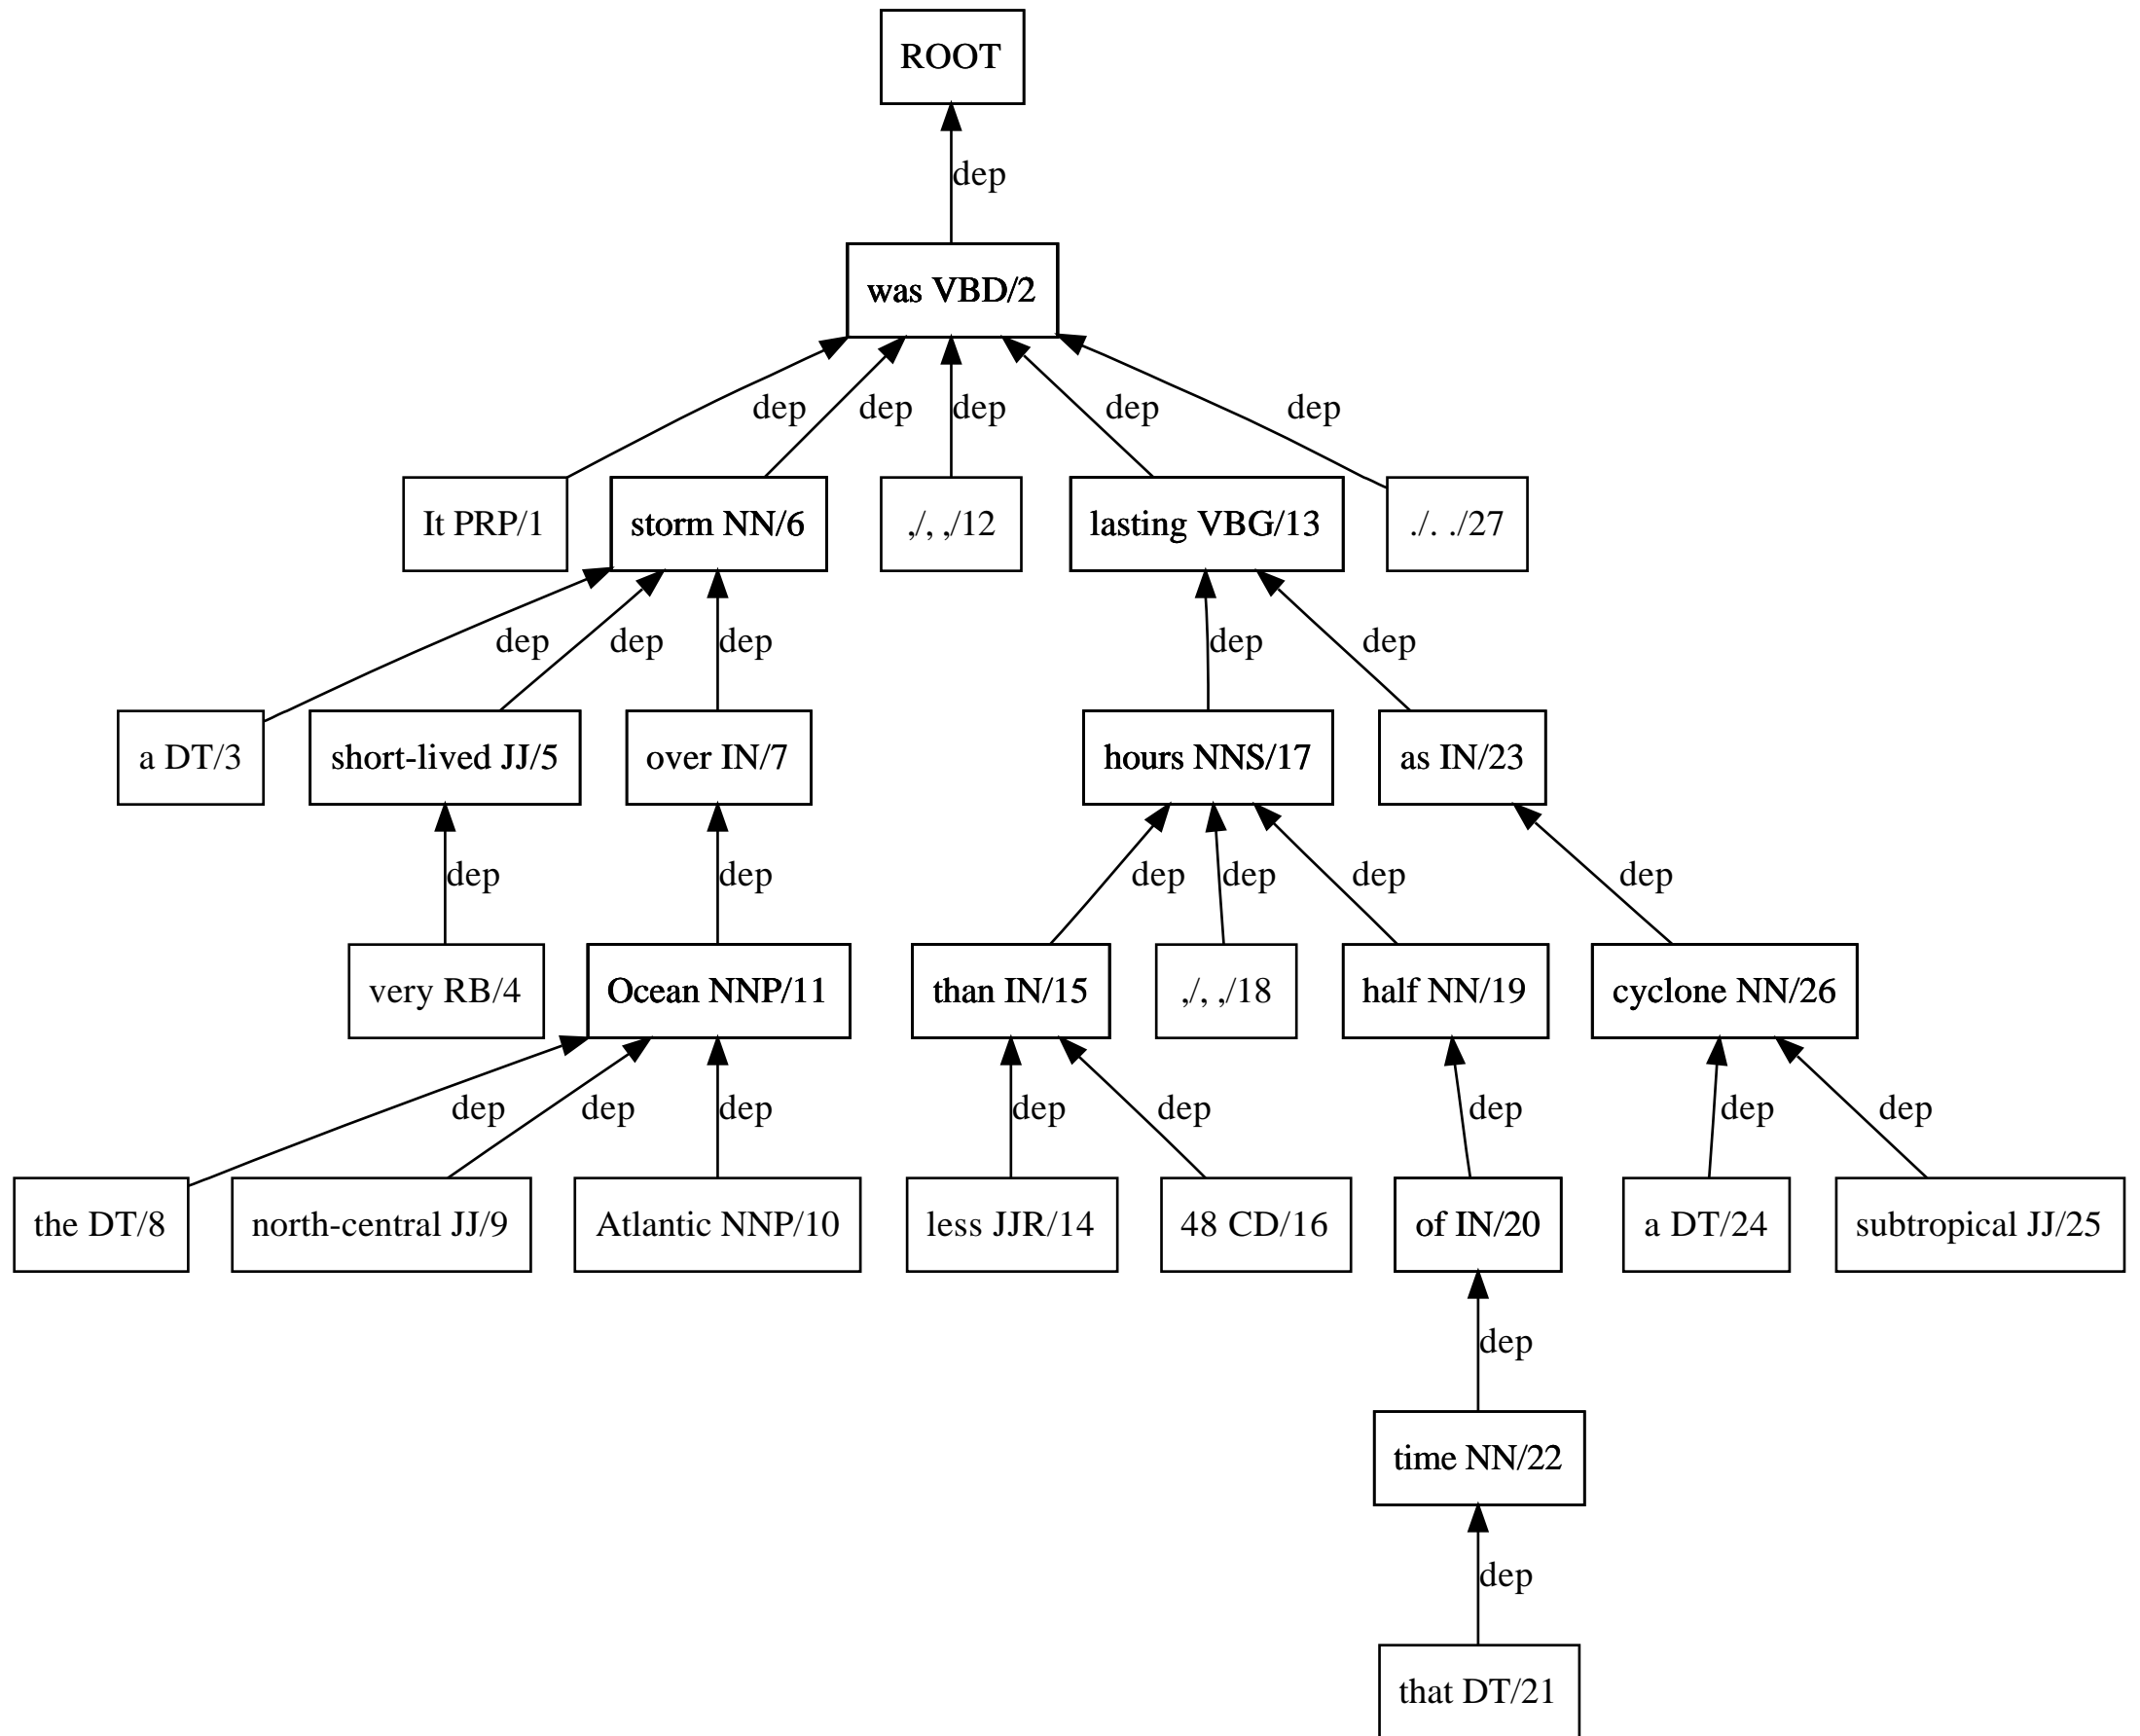 ROOT
dep
was VBD/2
dep dep dep dep dep
It PRP/1 storm NN/6 ,/, ,/12 lasting VBG/13 ./. ./27
dep dep dep dep dep
a DT/3 short-lived JJ/5 over IN/7 hours NNS/17 as IN/23
dep dep dep dep dep dep
very RB/4 Ocean NNP/11 than IN/15 ,/, ,/18 half NN/19 cyclone NN/26
dep dep dep dep dep dep dep dep
the DT/8 north-central JJ/9 Atlantic NNP/10 less JJR/14 48 CD/16 of IN/20 a DT/24 subtropical JJ/25
dep
time NN/22
dep
that DT/21